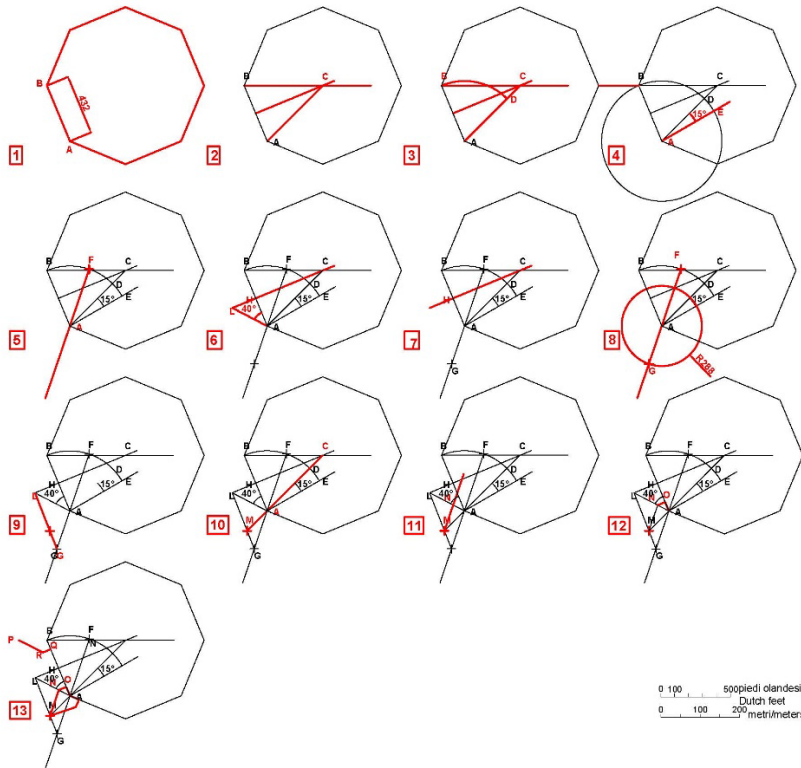 B
432
A
1
B
C
A
2
B
C
D
A
3
B
C
D
E
15°
A
4
B
F
C
D
E
15°
A
5
B
F
C
D
H
E
15°
L
40°
A
6
G
B
F
C
D
H
E
15°
A
7
G
F
B
C
D
E
15°
A
8
G
R288
B
F
C
D
H
E
15°
L
40°
A
9
G G
B
F
C
D
H
E
15°
L
40°
M
A
10
G
B
F
C
D
H
E
15°
L
40° N
M
A
11
G
B
F
C
D
H
E
15°
L
40° N O
M
A
12
G
P
B
F
N
Q
R
H
15°
L
40° N O
M
A
13
G
0 100 500 piedi olandesi
Dutch feet
0 100 200 metri/meters